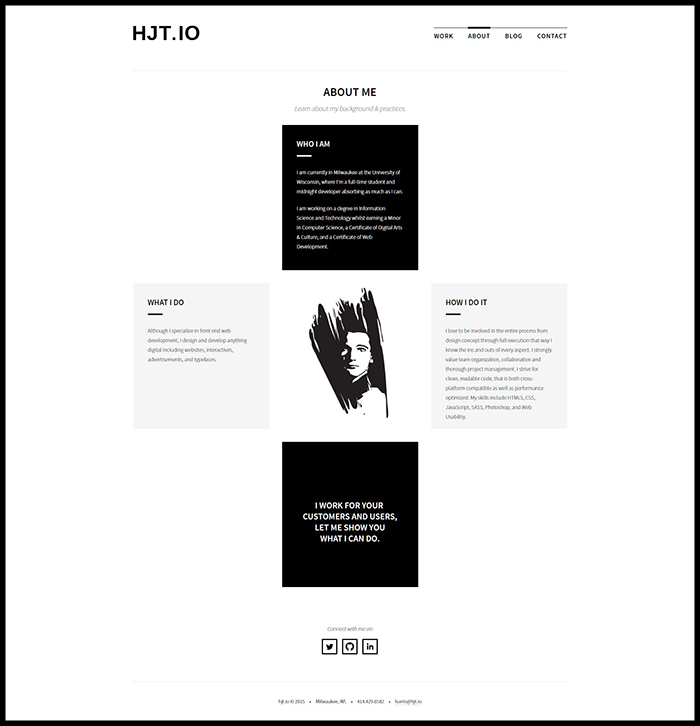 HJT.IO
WORK ABOUT BLOG CONTACT
ABOUT ME
Learn about my background & practices.
WHO I AM
I am currently in Milwaukee at the University of
Wisconsin, where I'm a full-time student and
midnight developer absorbing as much as I can.
I am working on a degree in Information
Science and Technology whilst earning a Minor
in Computer Science, a Certificate of Digital Arts
& Culture, and a Certificate of Web
Development.
WHAT I DO
Although I specialize in front end web
development, I design and develop anything
digital including websites, interactives,
advertisements, and typefaces.
HOW I DO IT
I love to be involved in the entire process from
design concept through full execution that way I
know the ins and outs of every aspect. I strongly
value team organization, collaboration and
thorough project management. I strive for
clean, readable code, that is both cross-
platform compatible as well as performance
optimized. My skills include HTML5, CSS,
JavaScript, SASS, Photoshop, and Web
Usability.
I WORK FOR YOUR
CUSTOMERS AND USERS,
LET ME SHOW YOU
WHAT I CAN DO.
Connect with me on:
in
hjt.io © 2015 • Milwaukee, WI. •